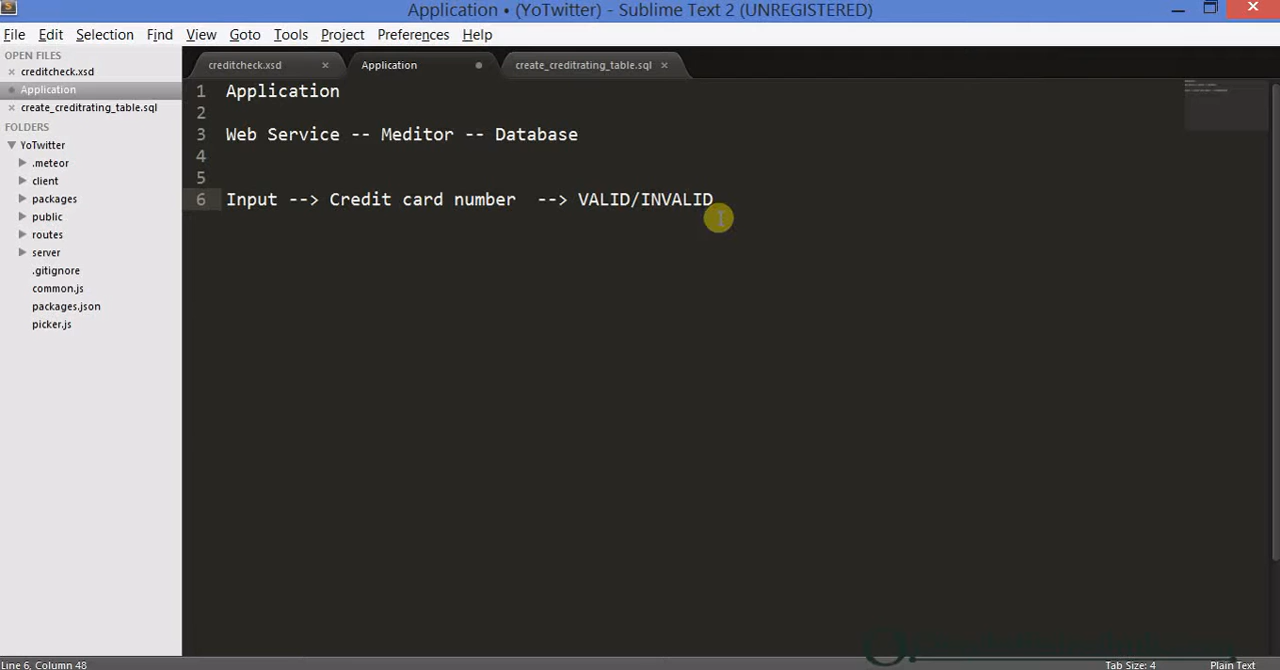 Application • (YoTwitter) - Sublime Text 2 (UNREGISTERED)
File Edit Selection Find View Goto Tools Project Preferences Help
OPEN FILES
creditcheck.xsd
Application
create_creditrating_table.sql
FOLDERS
YoTwitter
.meteor
client
packages
public
routes
server
.gitignore
common.js
packages.json
picker.js
creditcheck.xsd Application create_creditrating_table.sql
1 Application
2
3 Web Service -- Meditor -- Database
4
5
6 Input --> Credit card number  --> VALID/INVALID
Line 6, Column 48 Tab Size: 4 Plain Text